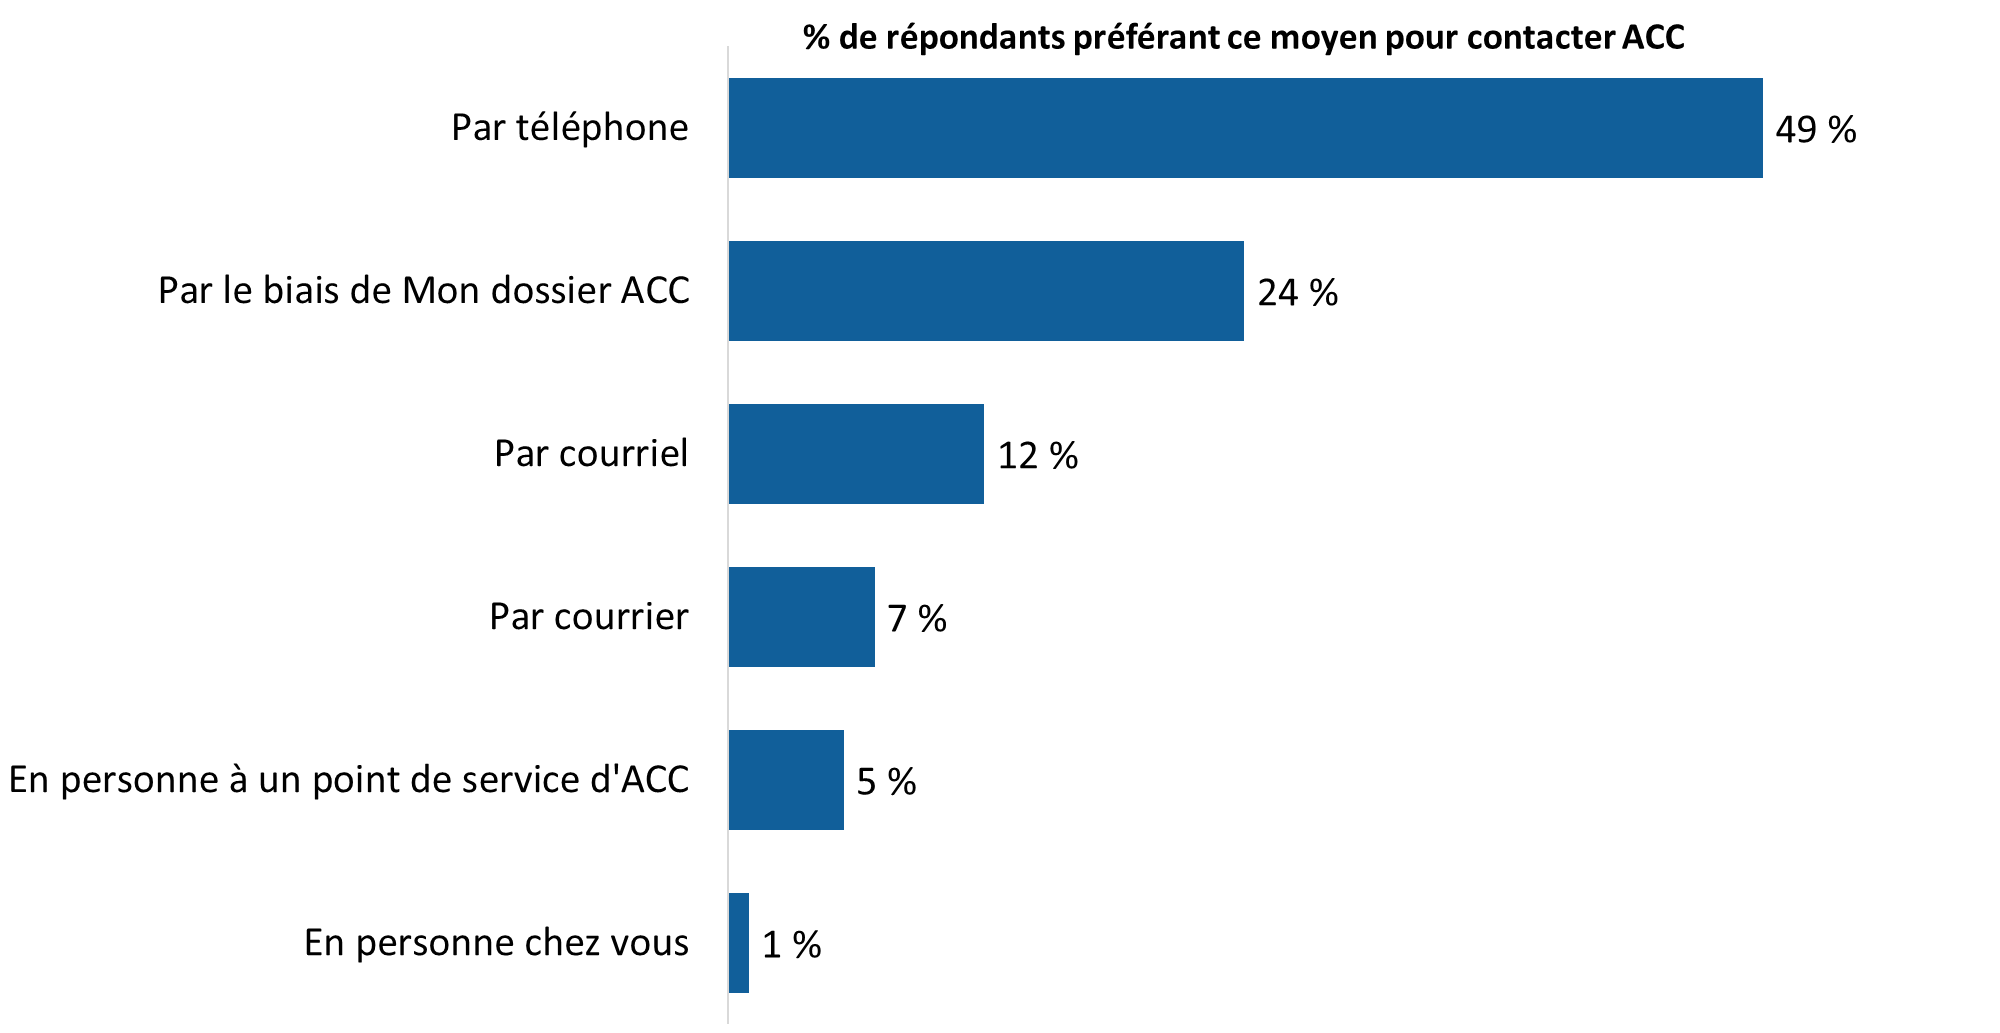 % de répondants préférant ce moyen pour contacter ACC
Par téléphone 49 %
Par le biais de Mon dossier ACC 24 %
Par courriel 12 %
Par courrier 7 %
En personne à un point de service d'ACC 5 %
En personne chez vous 1 %